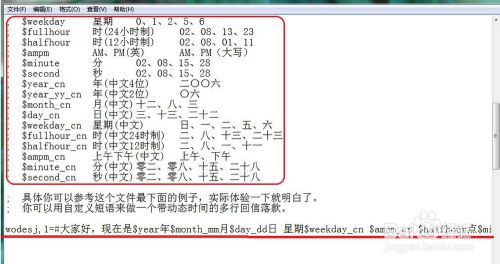 文件(F) 编辑(E) 格式(O) 查看(V) 帮助(H)
; $weekday 星期 0、1、2、5、6
; $fullhour 时(24小时制) 02、08、13、23
; $halfhour 时(12小时制) 02、08、01、11
; $ampm AM、PM(英) AM、PM(大写)
; $minute 分 02、08、15、28
; $second 秒 02、08、15、28
; $year_cn 年(中文4位) 二〇〇六
; $year_yy_cn 年(中文2位) 〇六
; $month_cn 月(中文) 十二、八、三
; $day_cn 日(中文) 三、十三、二十二
; $weekday_cn 星期(中文) 日、一、二、五、六
; $fullhour_cn 时(中文24时制) 二、八、十三、二十三
; $halfhour_cn 时(中文12时制) 二、八、一、十一
; $ampm_cn 上午下午(中文) 上午、下午
; $minute_cn 分(中文) 零二、零八、十五、二十八
; $second_cn 秒(中文) 零二、零八、十五、二十八
; 具体你可以参考这个文件最下面的例子，实际体验一下就明白了。
; 你可以用自定义短语来做一个带动态时间的多行回信落款。
wodesj,1=#大家好，现在是$year年$month_mm月$day_dd日 星期$weekday_cn $ampm $halfhour点$mi
Baidu经验
jingyan.baidu.com